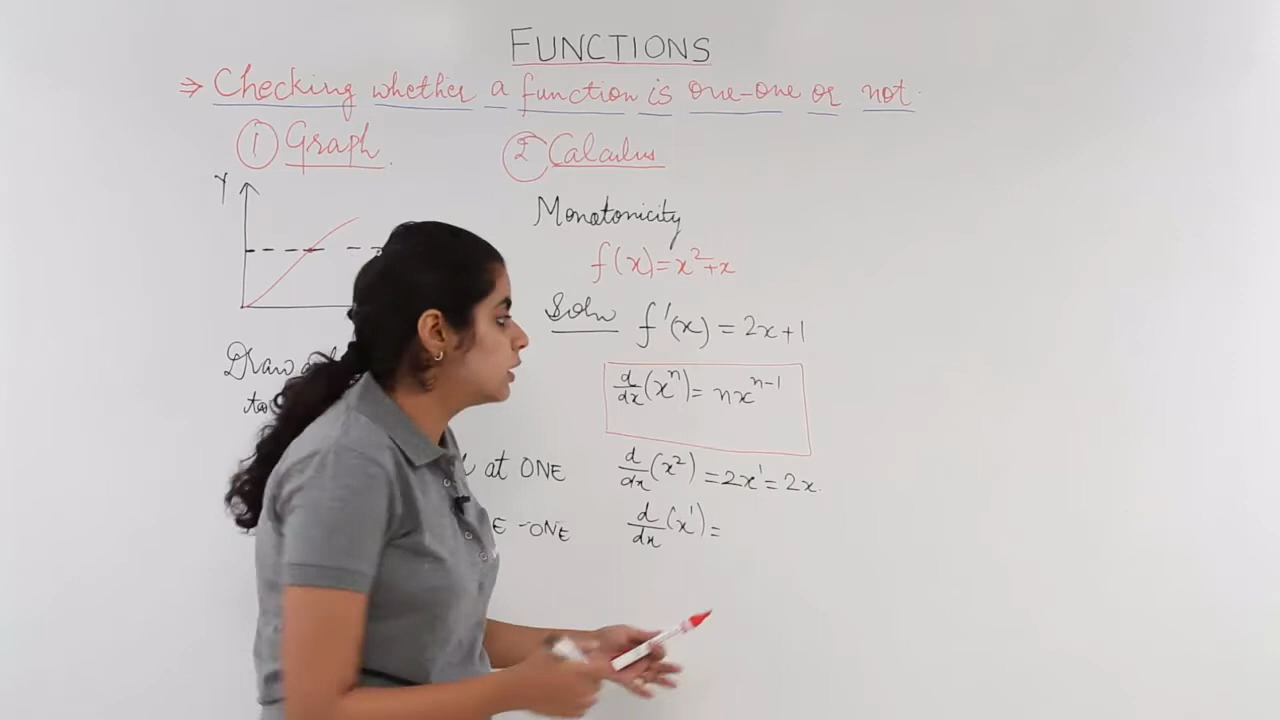 FUNCTIONS
⇒ Checking whether a function is one-one or not.
① Graph.
② Calculus
Y
Draw a
at ONE
-ONE
Monotonicity
f(x)=x²+x
Soln f'(x) = 2x+1
d/dx(xⁿ) = nxⁿ⁻¹
d/dx(x²) = 2x¹ = 2x.
d/dx(x¹) =